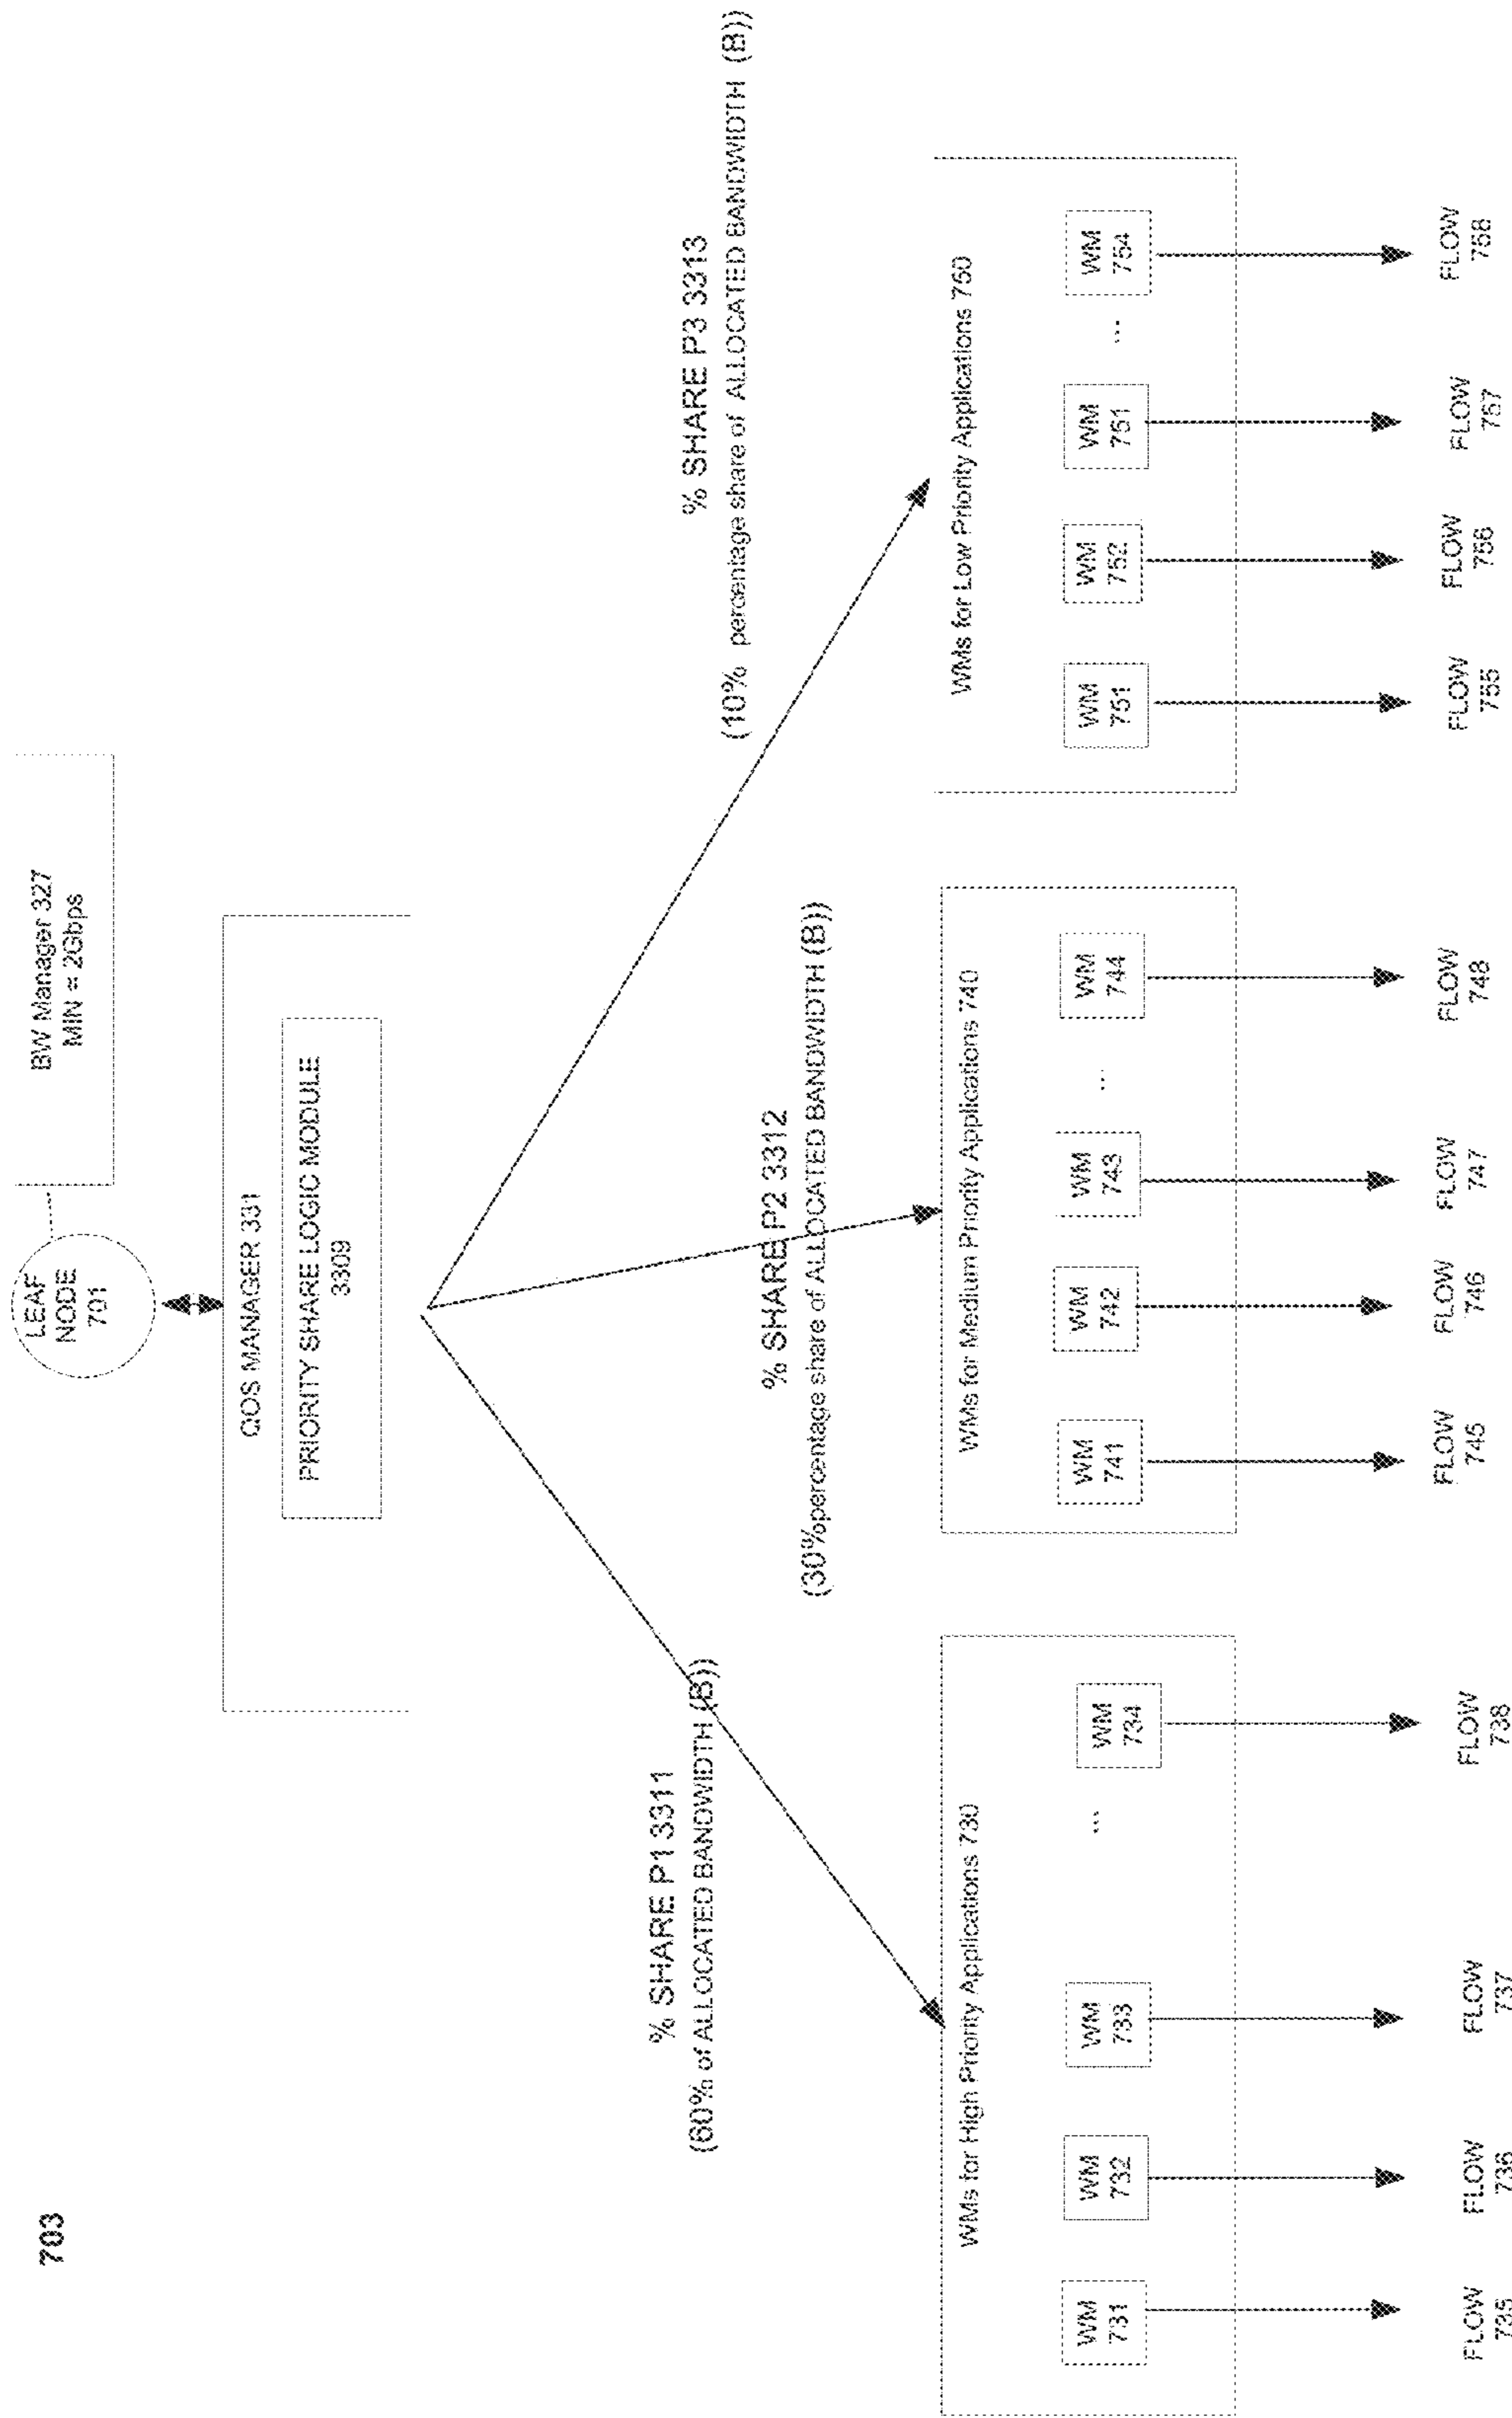 703
LEAF
NODE
701
BW Manager 327
MIN = 2Gbps
QOS MANAGER 331
PRIORITY SHARE LOGIC MODULE
3309
% SHARE P1 3311
(60% of ALLOCATED BANDWIDTH (B))
% SHARE P2 3312
(30%percentage share of ALLOCATED BANDWIDTH (B))
% SHARE P3 3313
(10% percentage share of ALLOCATED BANDWIDTH (B))
WMs for High Priority Applications 730
WM
731
WM
732
WM
733
...
WM
734
FLOW
735
FLOW
736
FLOW
737
FLOW
738
WMs for Medium Priority Applications 740
WM
741
WM
742
WM
743
...
WM
744
FLOW
745
FLOW
746
FLOW
747
FLOW
748
WMs for Low Priority Applications 750
WM
751
WM
752
WM
751
...
WM
754
FLOW
755
FLOW
756
FLOW
757
FLOW
758